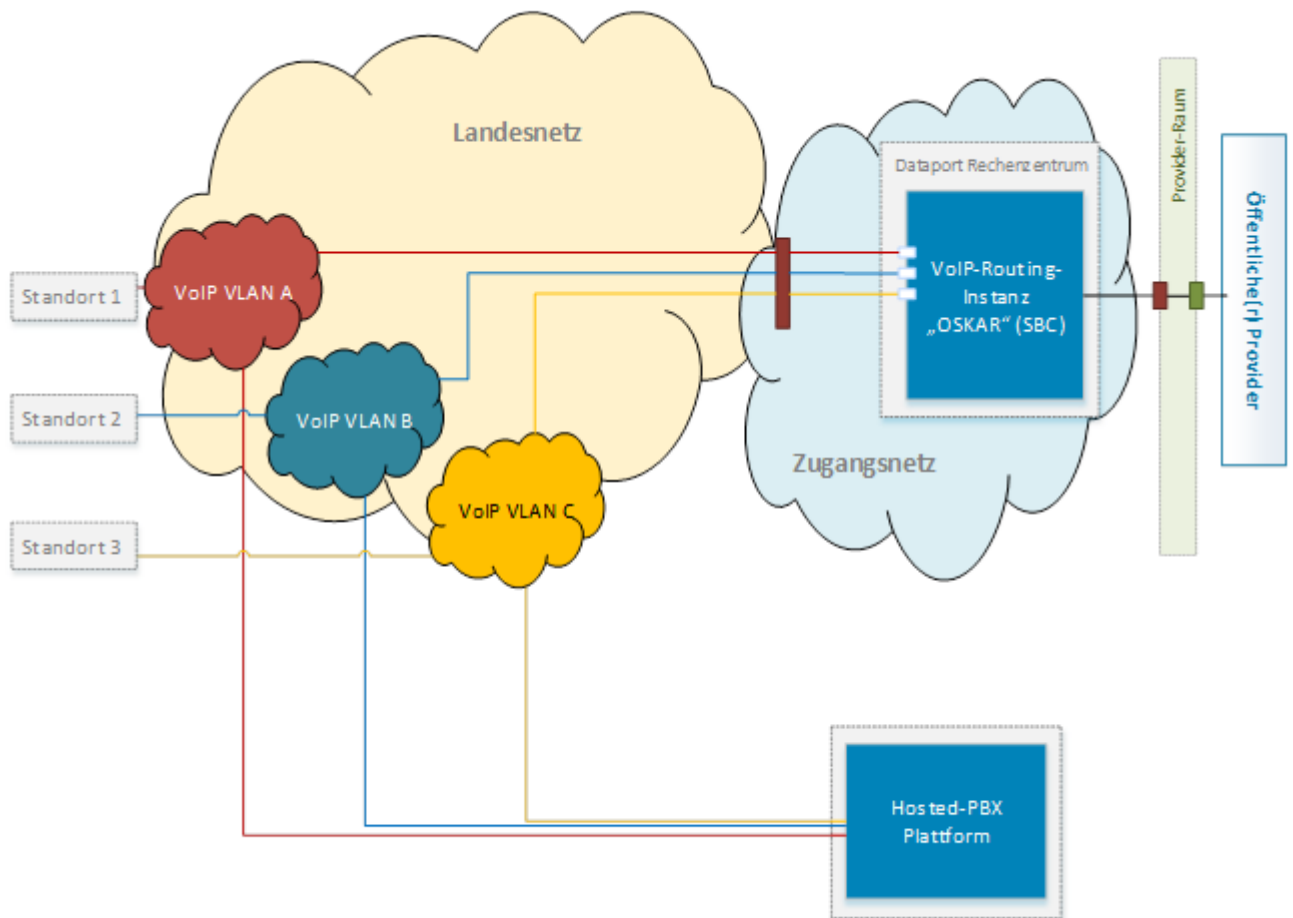 Landesnetz
Dataport Rechenzentrum
VoIP-Routing-
Instanz
„OSKAR“ (SBC)
Provider-Raum
Öffentliche(r) Provider
Zugangsnetz
Standort 1
VoIP VLAN A
Standort 2
VoIP VLAN B
Standort 3
VoIP VLAN C
Hosted-PBX
Plattform